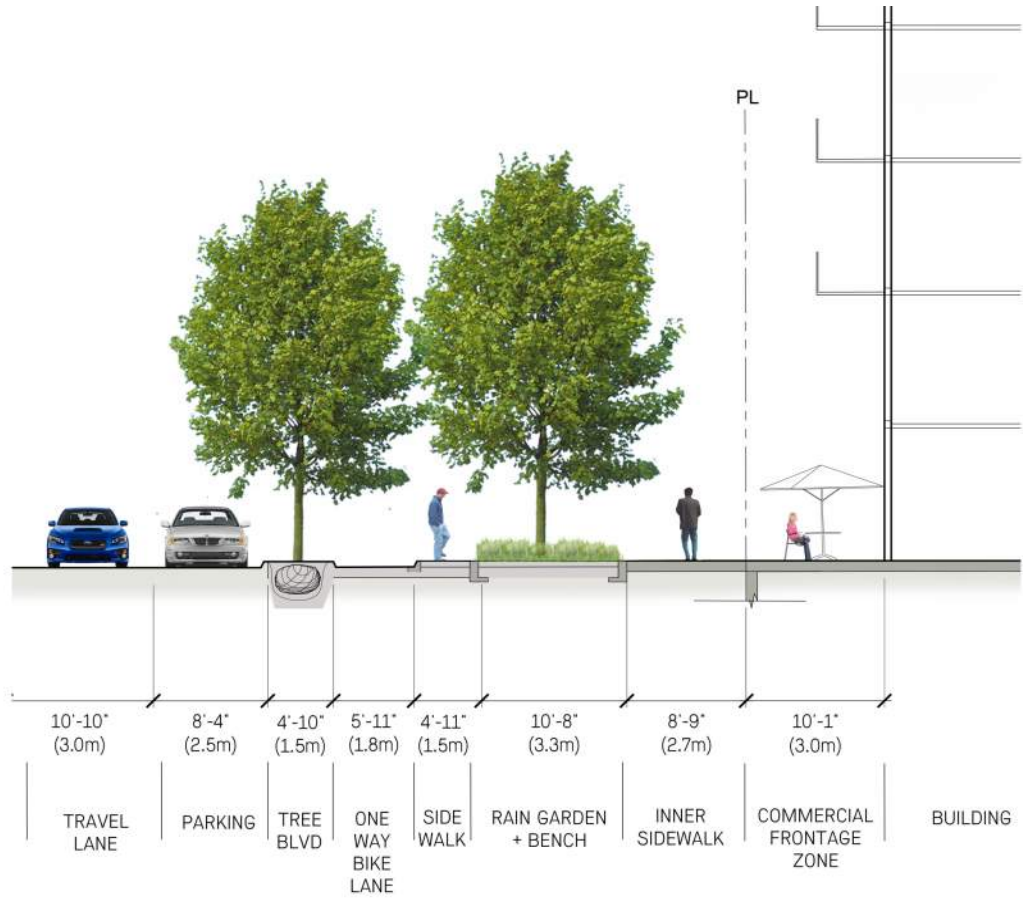 PL
10'-10"
(3.0m)
8'-4"
(2.5m)
4'-10"
(1.5m)
5'-11"
(1.8m)
4'-11"
(1.5m)
10'-8"
(3.3m)
8'-9"
(2.7m)
10'-1"
(3.0m)
TRAVEL
LANE
PARKING
TREE
BLVD
ONE
WAY
BIKE
LANE
SIDE
WALK
RAIN GARDEN
+ BENCH
INNER
SIDEWALK
COMMERCIAL
FRONTAGE
ZONE
BUILDING